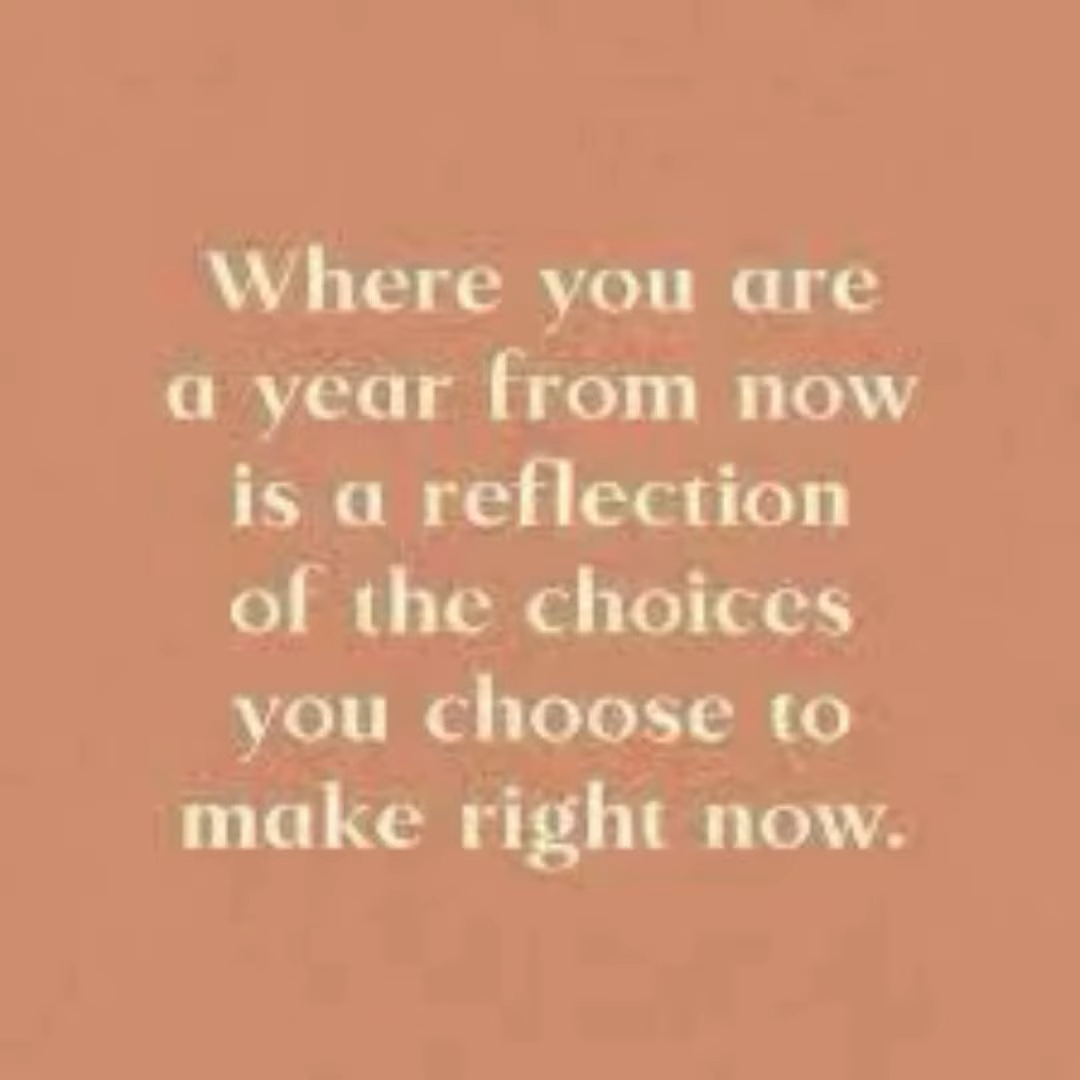 Where you are
a year from now
is a reflection
of the choices
you choose to
make right now.